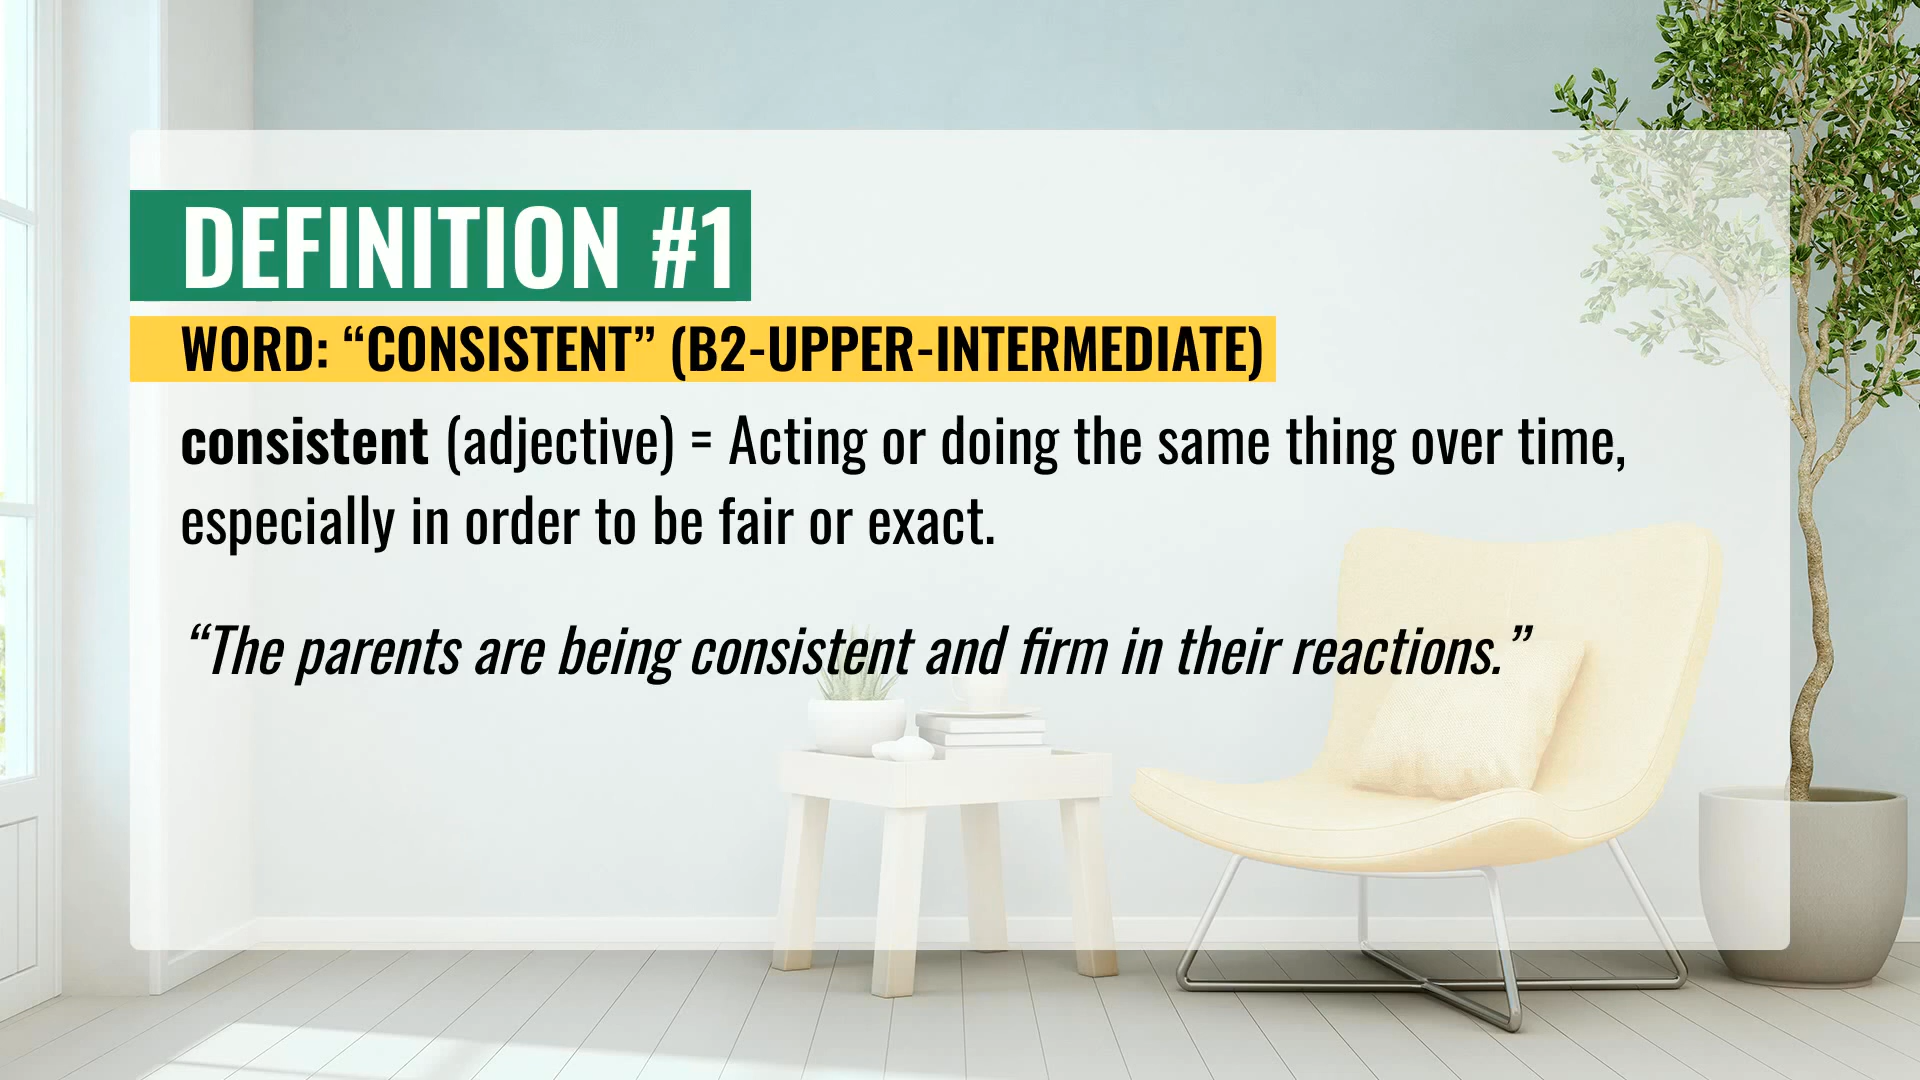 DEFINITION #1
WORD: “CONSISTENT” (B2-UPPER-INTERMEDIATE)
consistent (adjective) = Acting or doing the same thing over time,
especially in order to be fair or exact.
“The parents are being consistent and firm in their reactions.”